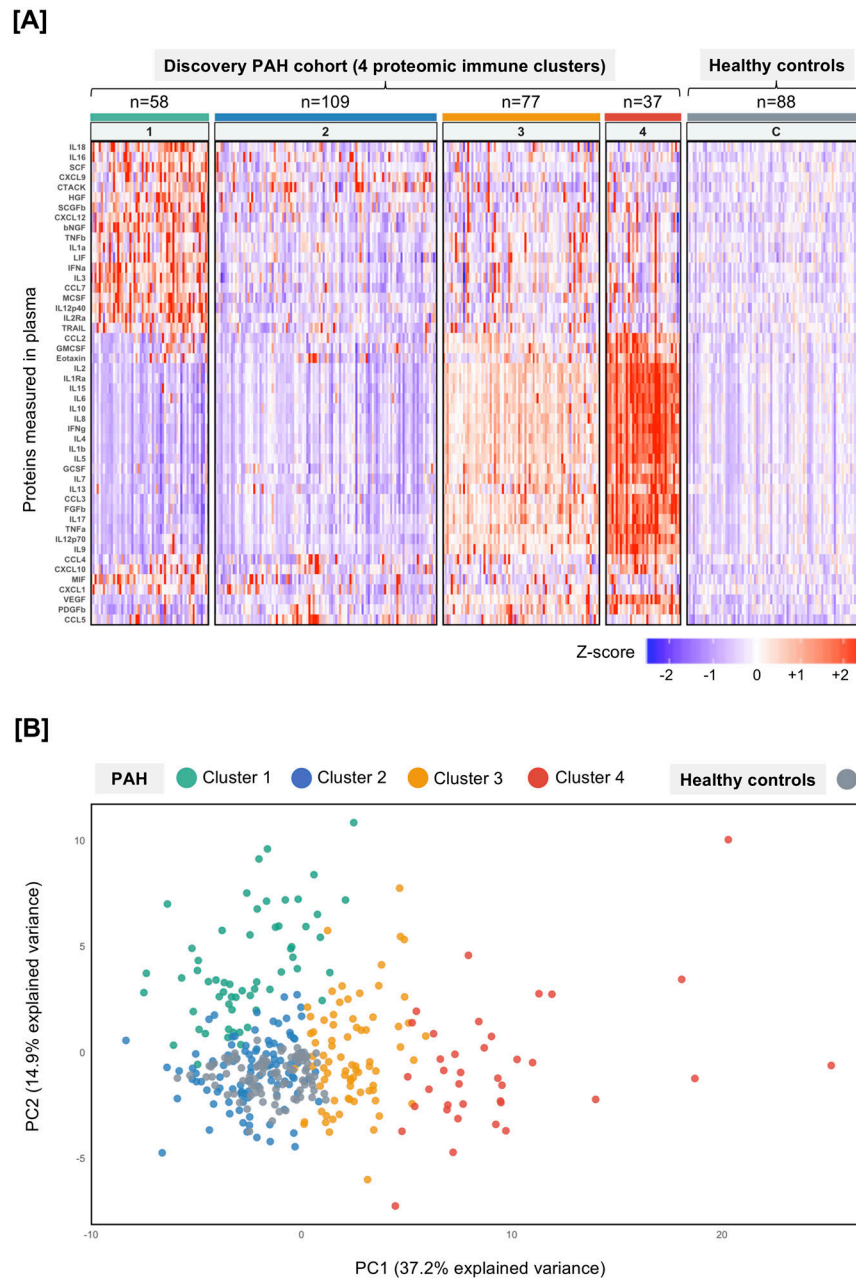 [A]
Discovery PAH cohort (4 proteomic immune clusters) Healthy controls
n=58 n=109 n=77 n=37 n=88
1 2 3 4 C
Proteins measured in plasma
IL18
IL16
SCF
CXCL9
CTACK
HGF
SCGFb
CXCL12
bNGF
TNFb
IL1a
LIF
IFNa
IL3
CCL7
MCSF
IL12p40
IL2Ra
TRAIL
CCL2
GMCSF
Eotaxin
IL2
IL1Ra
IL15
IL6
IL10
IL8
IFNg
IL4
IL1b
IL5
GCSF
IL7
IL13
CCL3
FGFb
IL17
TNFa
IL12p70
IL9
CCL4
CXCL10
MIF
CXCL1
VEGF
PDGFb
CCL5
Z-score
-2 -1 0 +1 +2
[B]
PAH Cluster 1 Cluster 2 Cluster 3 Cluster 4 Healthy controls
PC2 (14.9% explained variance)
10
5
0
-5
-10 0 10 20
PC1 (37.2% explained variance)